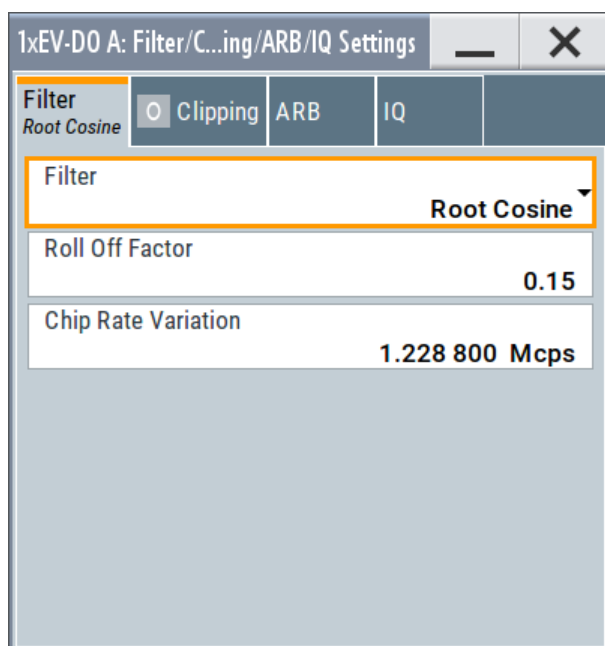 1xEV-DO A: Filter/C...ing/ARB/IQ Settings
Filter
Root Cosine
O Clipping
ARB
IQ
Filter
Root Cosine
Roll Off Factor
0.15
Chip Rate Variation
1.228 800 Mcps